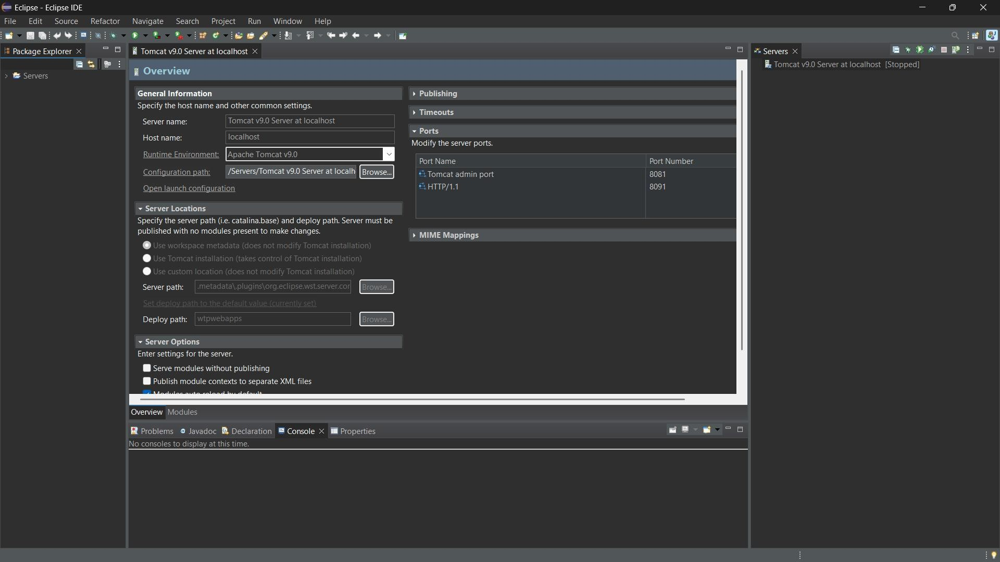 Eclipse - Eclipse IDE
File Edit Source Refactor Navigate Search Project Run Window Help
Package Explorer
Servers
Tomcat v9.0 Server at localhost
Overview
General Information
Specify the host name and other common settings.
Server name: Tomcat v9.0 Server at localhost
Host name: localhost
Runtime Environment: Apache Tomcat v9.0
Configuration path: /Servers/Tomcat v9.0 Server at localh Browse...
Open launch configuration
Server Locations
Specify the server path (i.e. catalina.base) and deploy path. Server must be
published with no modules present to make changes.
Use workspace metadata (does not modify Tomcat installation)
Use Tomcat installation (takes control of Tomcat installation)
Use custom location (does not modify Tomcat installation)
Server path: .metadata\.plugins\org.eclipse.wst.server.cor Browse...
Set deploy path to the default value (currently set)
Deploy path: wtpwebapps Browse...
Server Options
Enter settings for the server.
Serve modules without publishing
Publish module contexts to separate XML files
Modules auto reload by default
Publishing
Timeouts
Ports
Modify the server ports.
Port Name Port Number
Tomcat admin port 8081
HTTP/1.1 8091
MIME Mappings
Overview Modules
Problems Javadoc Declaration Console Properties
No consoles to display at this time.
Servers
Tomcat v9.0 Server at localhost [Stopped]